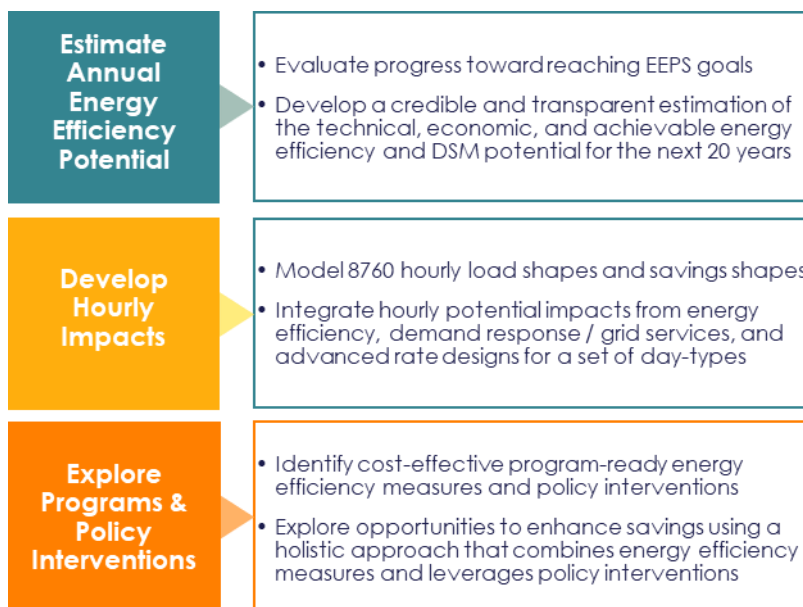 Estimate
Annual
Energy
Efficiency
Potential
• Evaluate progress toward reaching EEPS goals
• Develop a credible and transparent estimation of
the technical, economic, and achievable energy
efficiency and DSM potential for the next 20 years
Develop
Hourly
Impacts
• Model 8760 hourly load shapes and savings shapes
• Integrate hourly potential impacts from energy
efficiency, demand response / grid services, and
advanced rate designs for a set of day-types
Explore
Programs &
Policy
Interventions
• Identify cost-effective program-ready energy
efficiency measures and policy interventions
• Explore opportunities to enhance savings using a
holistic approach that combines energy efficiency
measures and leverages policy interventions